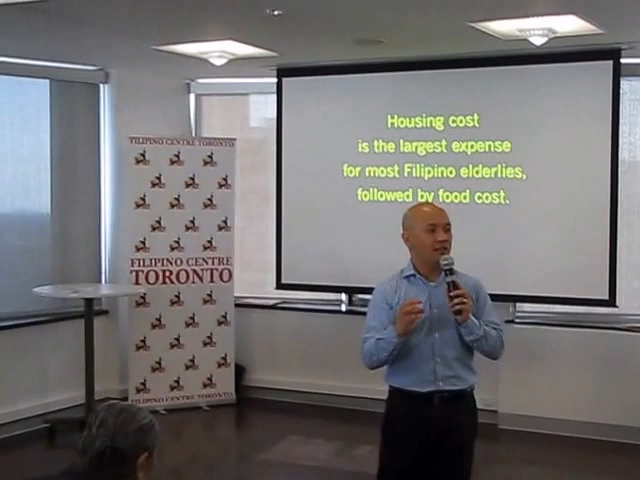 Housing cost
is the largest expense
for most Filipino elderlies,
followed by food cost.
FILIPINO CENTRE TORONTO
FILIPINO CENTRE
TORONTO
FILIPINO CENTRE TORONTO